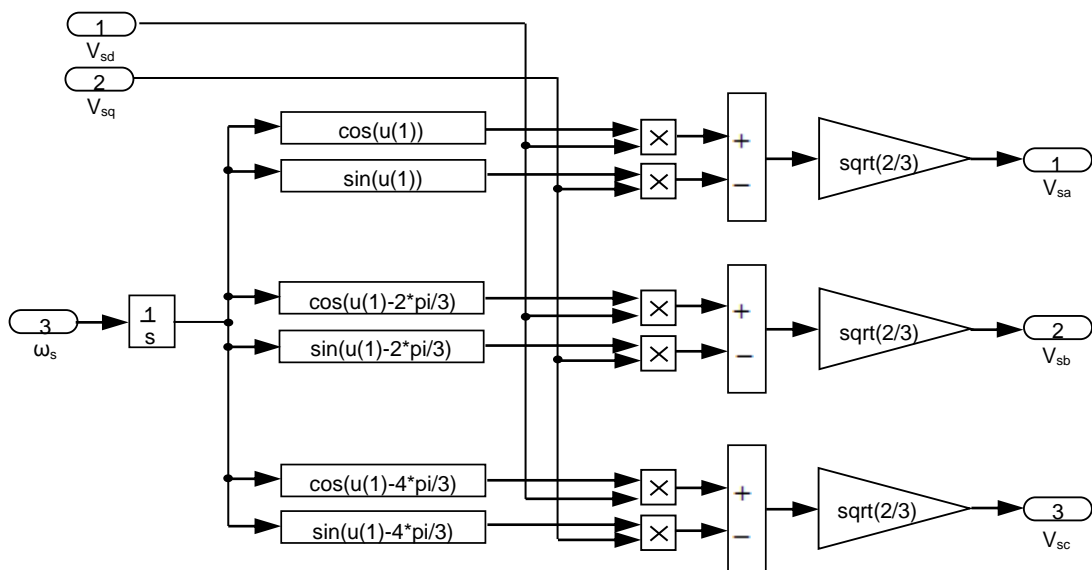 1
V_sd
2
V_sq
cos(u(1))
×
+
sqrt(2/3)
1
V_sa
sin(u(1))
×
−
cos(u(1)-2*pi/3)
×
+
sqrt(2/3)
2
V_sb
3
ω_s
1
s
sin(u(1)-2*pi/3)
×
−
cos(u(1)-4*pi/3)
×
+
sqrt(2/3)
3
V_sc
sin(u(1)-4*pi/3)
×
−